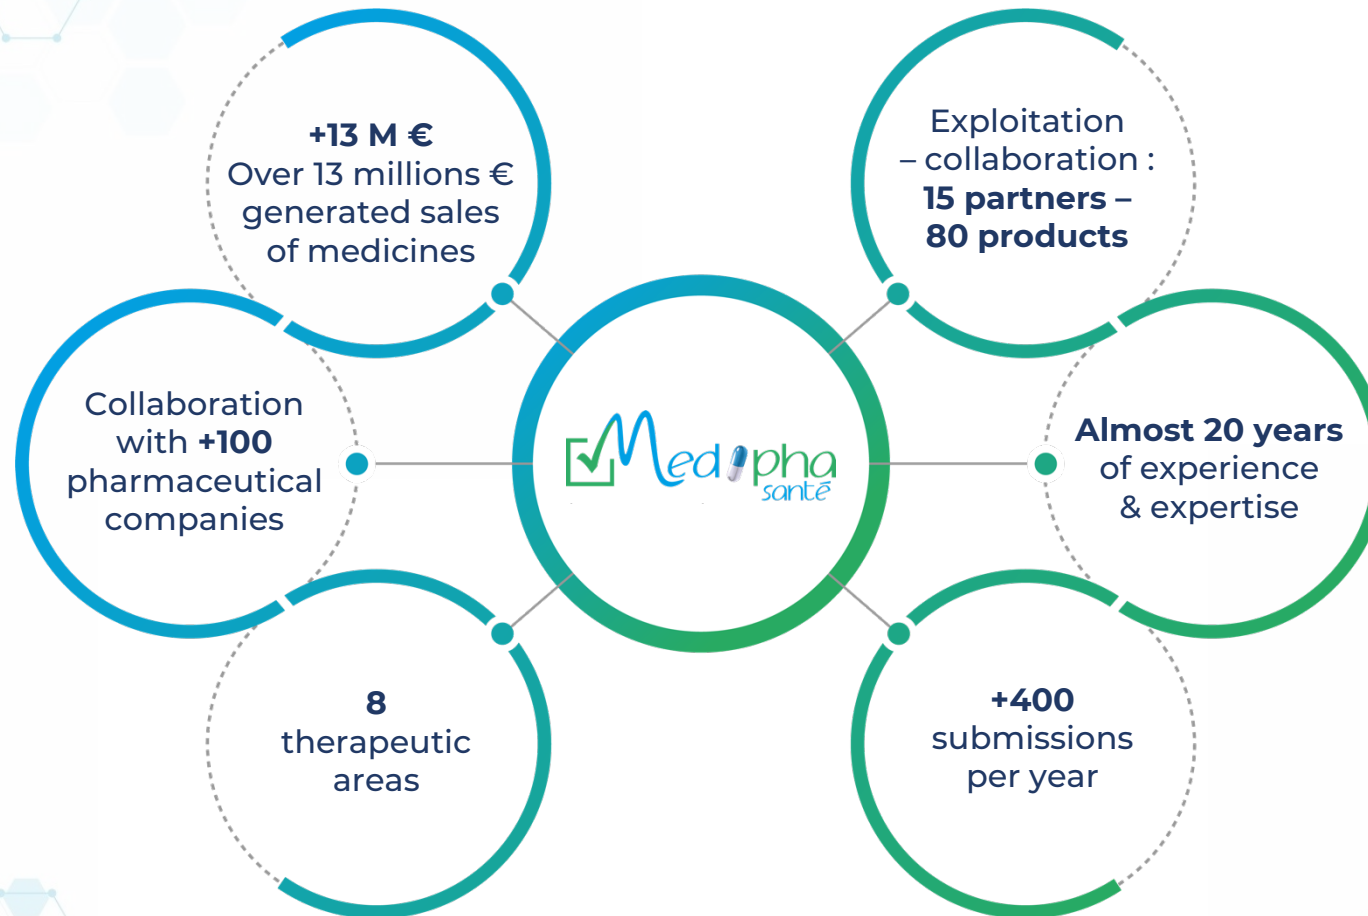 +13 M €
Over 13 millions €
generated sales
of medicines
Exploitation
– collaboration :
15 partners –
80 products
Collaboration
with +100
pharmaceutical
companies
Medipha
santé
Almost 20 years
of experience
& expertise
8
therapeutic
areas
+400
submissions
per year